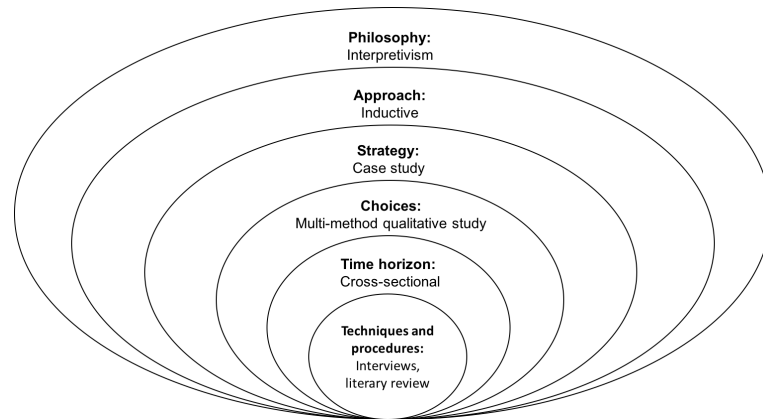 Philosophy:
Interpretivism
Approach:
Inductive
Strategy:
Case study
Choices:
Multi-method qualitative study
Time horizon:
Cross-sectional
Techniques and
procedures:
Interviews,
literary review